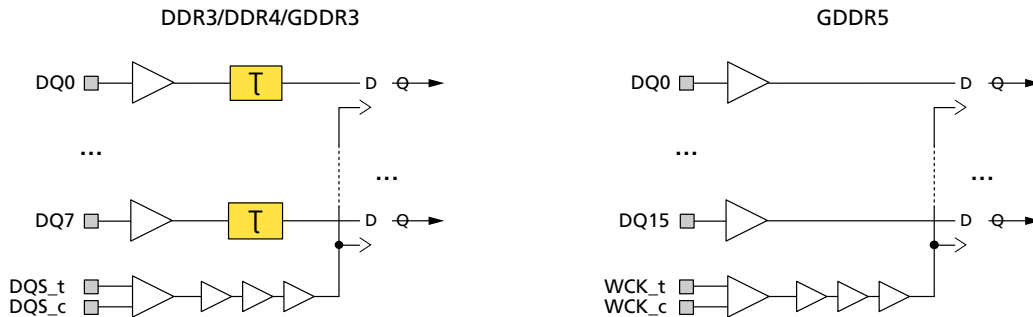 DDR3/DDR4/GDDR3
GDDR5
DQ0 τ D Q
...
...
DQ7 τ D Q
DQS_t
DQS_c
DQ0 D Q
...
...
DQ15 D Q
WCK_t
WCK_c